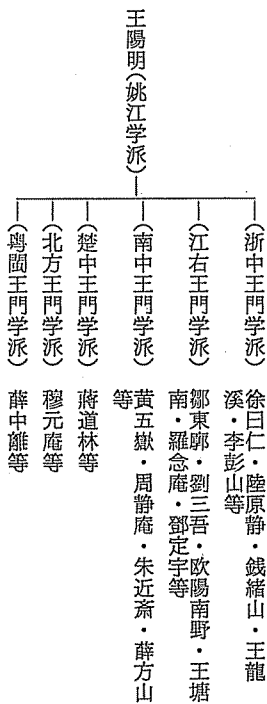 王陽明(姚江学派)
(浙中王門学派) 徐曰仁・陸原静・銭緒山・王龍
溪・李彭山等
(江右王門学派) 鄒東廓・劉三吾・欧陽南野・王塘
南・羅念庵・鄧定宇等
(南中王門学派) 黄五嶽・周静庵・朱近斎・薛方山
等
(楚中王門学派) 蔣道林等
(北方王門学派) 穆元庵等
(粤閩王門学派) 薛中離等